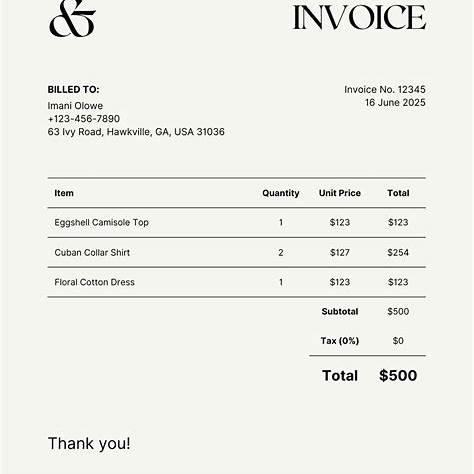 &
INVOICE
BILLED TO:
Imani Olowe
+123-456-7890
63 Ivy Road, Hawkville, GA, USA 31036
Invoice No. 12345
16 June 2025
Item Quantity Unit Price Total
Eggshell Camisole Top 1 $123 $123
Cuban Collar Shirt 2 $127 $254
Floral Cotton Dress 1 $123 $123
Subtotal $500
Tax (0%) $0
Total $500
Thank you!